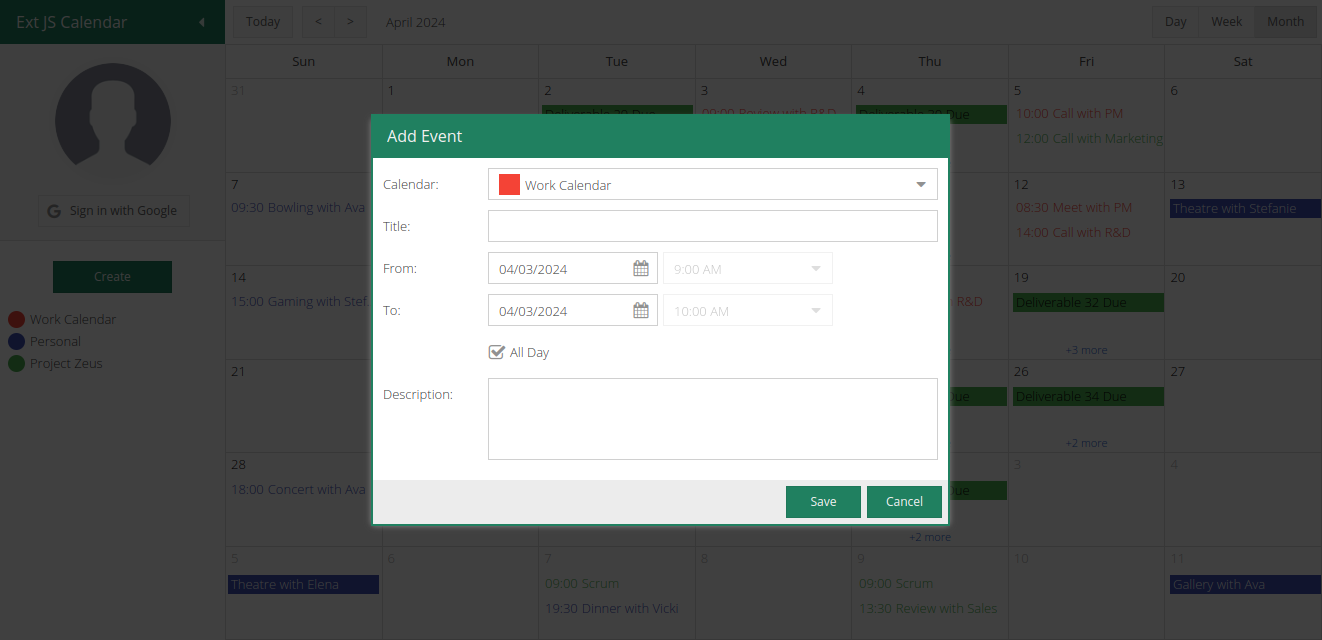 Ext JS Calendar
Today < > April 2024 Day Week Month
Sun Mon Tue Wed Thu Fri Sat
31 1 2 3 4 5 6
Deliverable 29 Due 09:00 Review with R&D Due 10:00 Call with PM
12:00 Call with Marketing
Add Event
Calendar: Work Calendar
Title:
From: 04/03/2024 9:00 AM
To: 04/03/2024 10:00 AM
All Day
Description:
Save Cancel
Sign in with Google
Create
Work Calendar
Personal
Project Zeus
7 12 13
09:30 Bowling with Ava 08:30 Meet with PM Theatre with Stefanie
14:00 Call with R&D
14 19 20
15:00 Gaming with Stef R&D Deliverable 32 Due
+3 more
21 26 27
Due Deliverable 34 Due
+2 more
28 3 4
18:00 Concert with Ava Due
+2 more
5 6 7 8 9 10 11
Theatre with Elena 09:00 Scrum 09:00 Scrum Gallery with Ava
19:30 Dinner with Vicki 13:30 Review with Sales